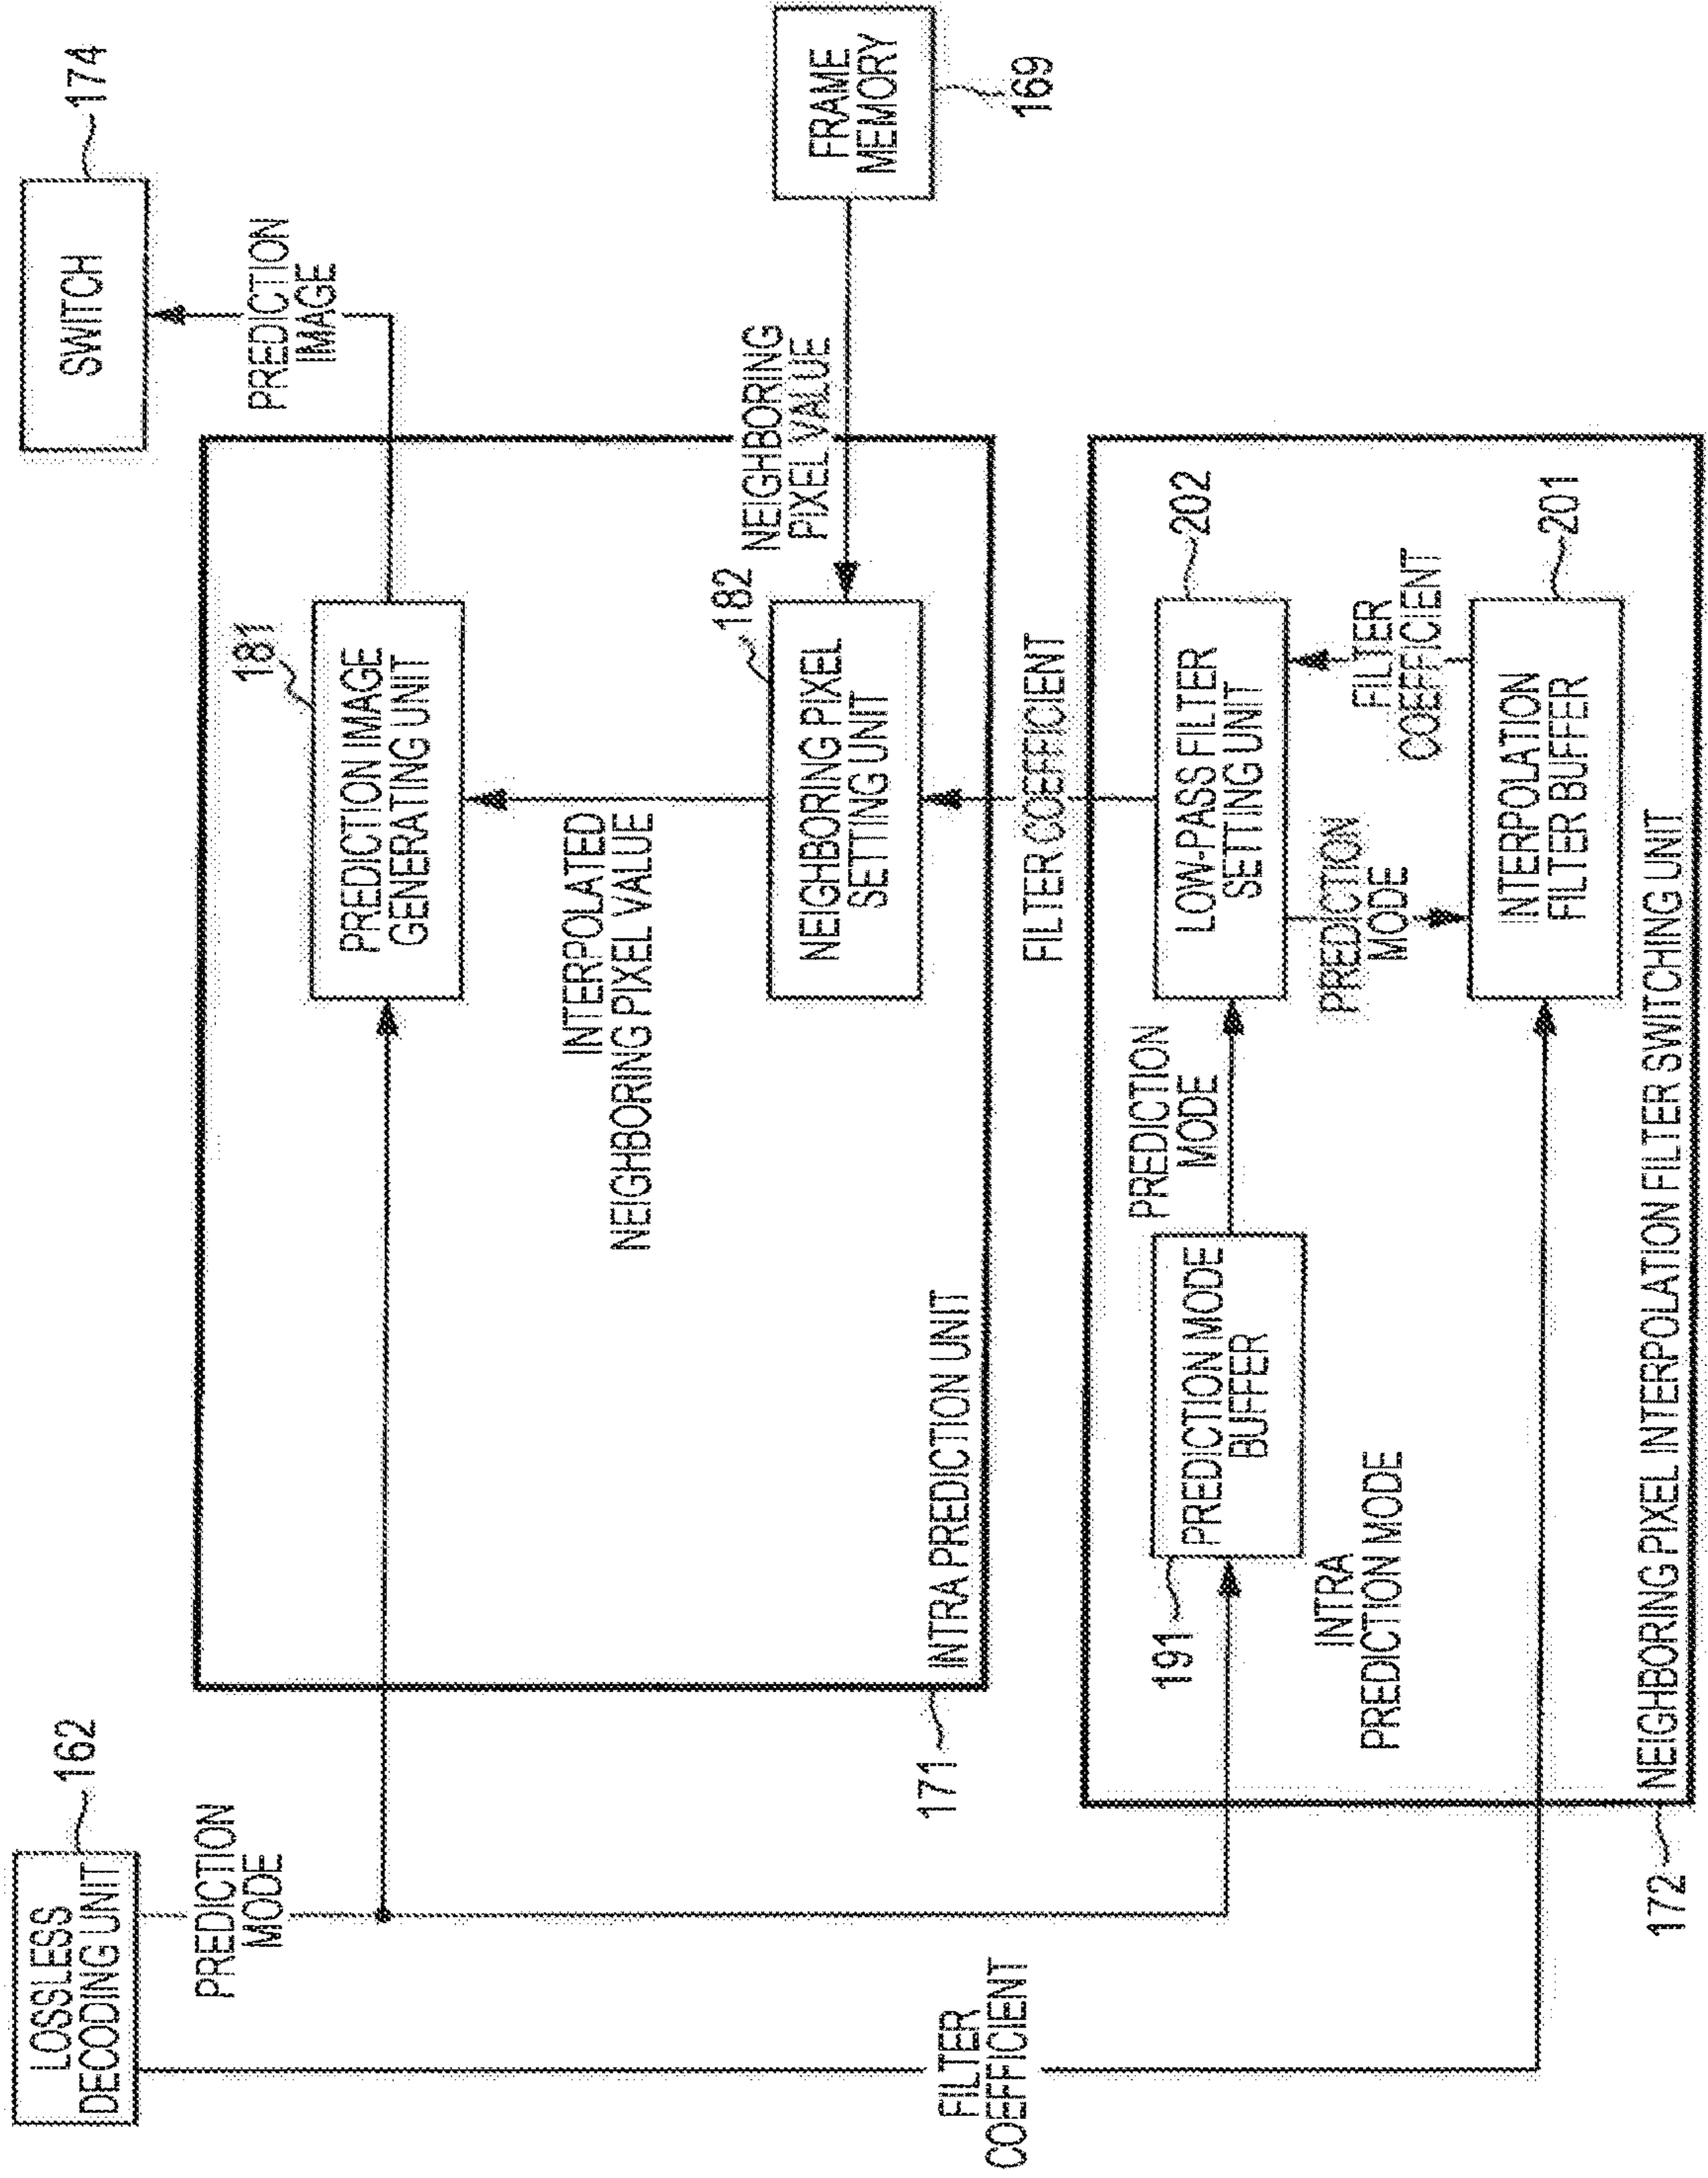 LOSSLESS
DECODING UNIT
162
SWITCH
174
PREDICTION
MODE
PREDICTION
IMAGE
181
PREDICTION IMAGE
GENERATING UNIT
INTERPOLATED
NEIGHBORING PIXEL VALUE
182
NEIGHBORING PIXEL
SETTING UNIT
NEIGHBORING
PIXEL VALUE
FRAME
MEMORY
169
INTRA PREDICTION UNIT
171
FILTER COEFFICIENT
FILTER
COEFFICIENT
191
PREDICTION MODE
BUFFER
INTRA
PREDICTION MODE
PREDICTION
MODE
LOW-PASS FILTER
SETTING UNIT
202
PREDICTION
MODE
FILTER
COEFFICIENT
INTERPOLATION
FILTER BUFFER
201
NEIGHBORING PIXEL INTERPOLATION FILTER SWITCHING UNIT
172